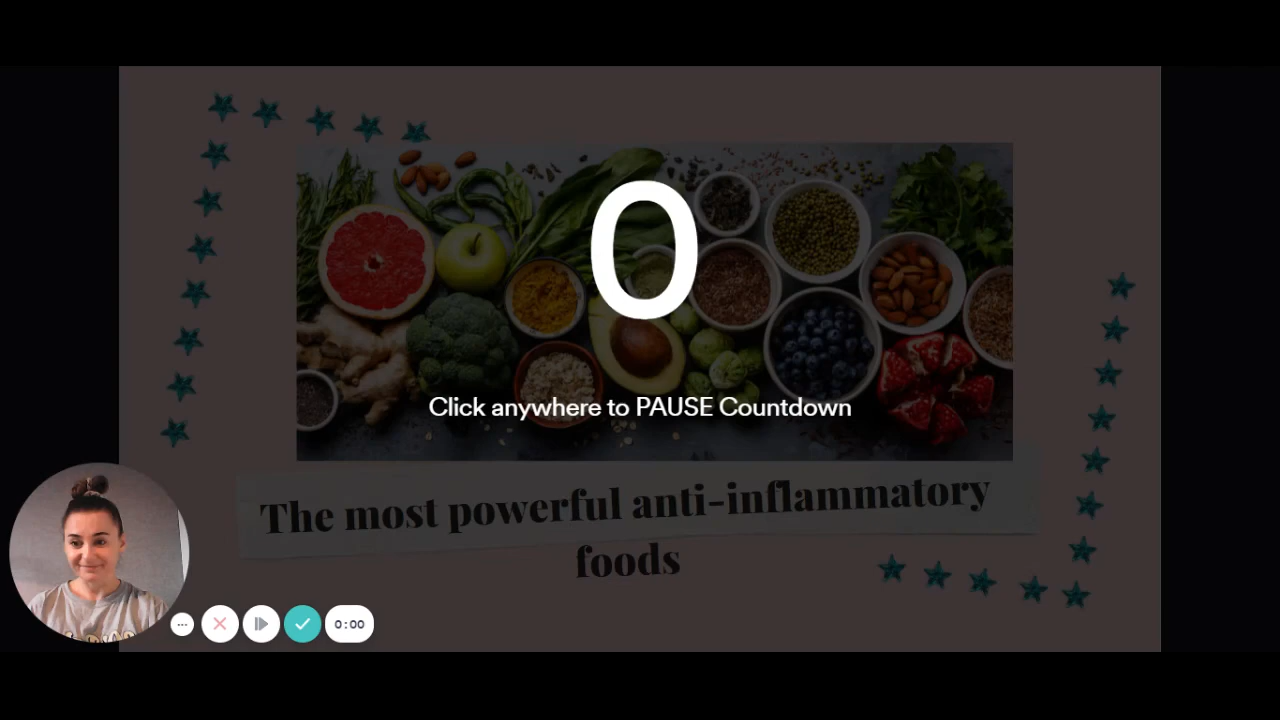 0
Click anywhere to PAUSE Countdown
The most powerful anti-inflammatory
foods
0:00